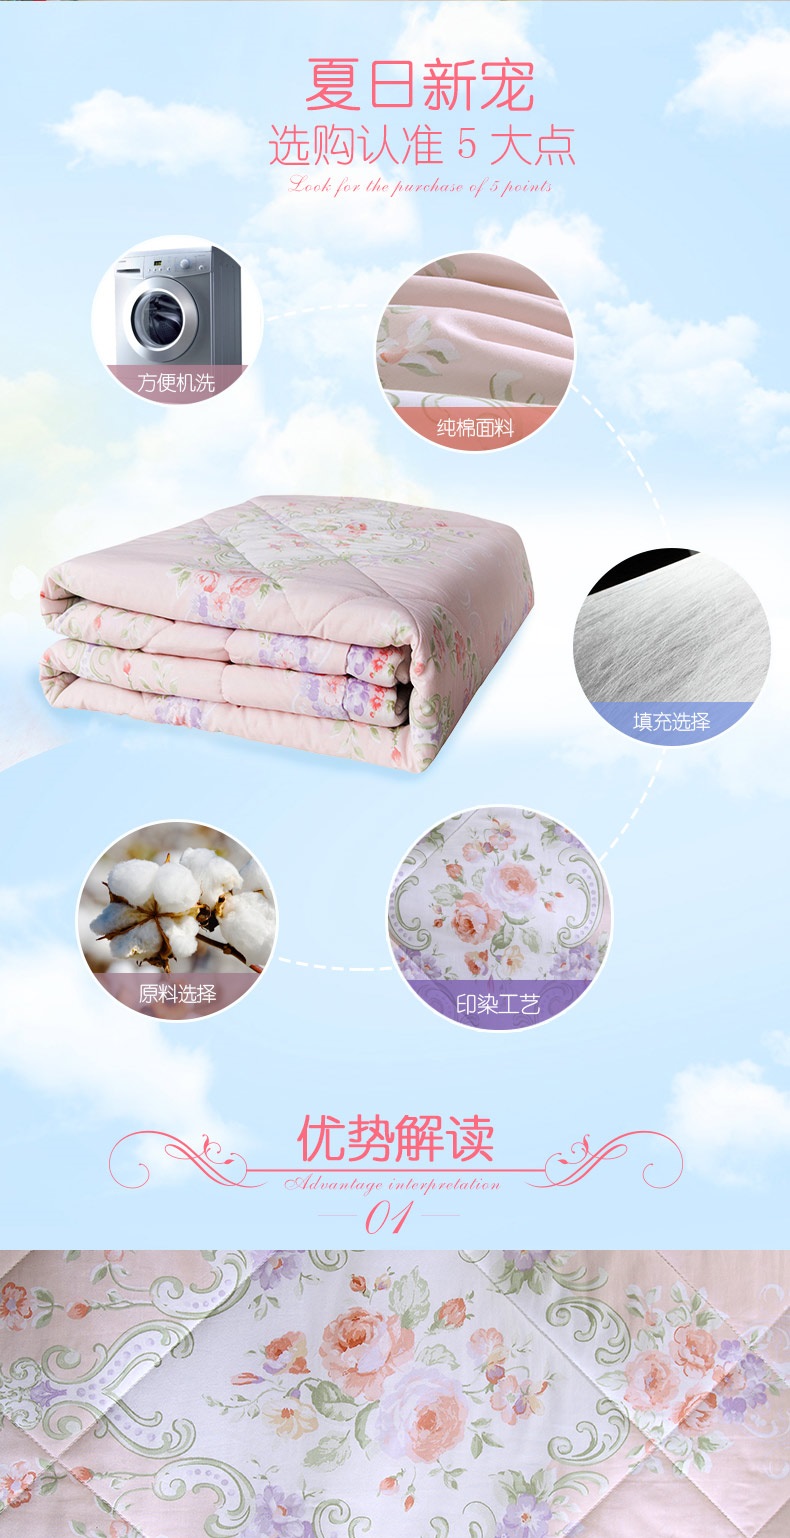 夏日新宠
选购认准 5 大点
Look for the purchase of 5 points
方便机洗
纯棉面料
填充选择
原料选择
印染工艺
优势解读
Advantage interpretation
01